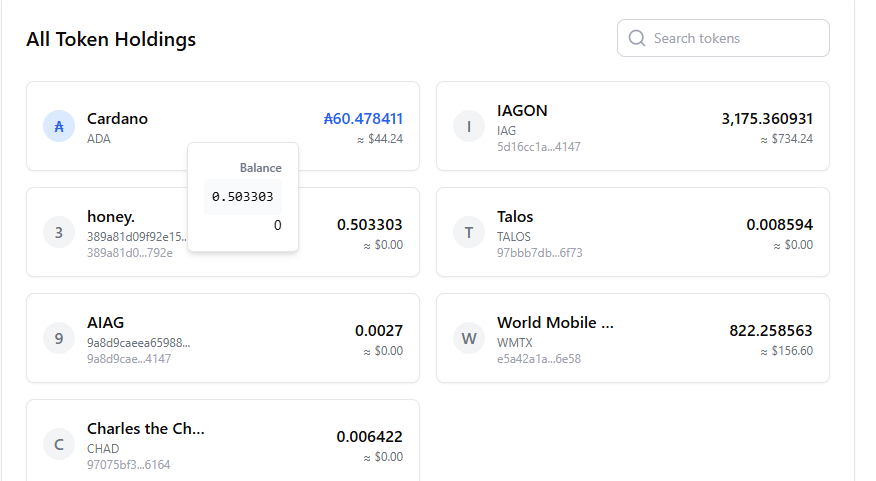 All Token Holdings
Search tokens
₳
Cardano
ADA
₳60.478411
≈ $44.24
I
IAGON
IAG
5d16cc1a...4147
3,175.360931
≈ $734.24
Balance
0.503303
0
3
honey.
389a81d09f92e15...
389a81d0...792e
0.503303
≈ $0.00
T
Talos
TALOS
97bbb7db...6f73
0.008594
≈ $0.00
9
AIAG
9a8d9caeea65988...
9a8d9cae...4147
0.0027
≈ $0.00
W
World Mobile ...
WMTX
e5a42a1a...6e58
822.258563
≈ $156.60
C
Charles the Ch...
CHAD
97075bf3...6164
0.006422
≈ $0.00